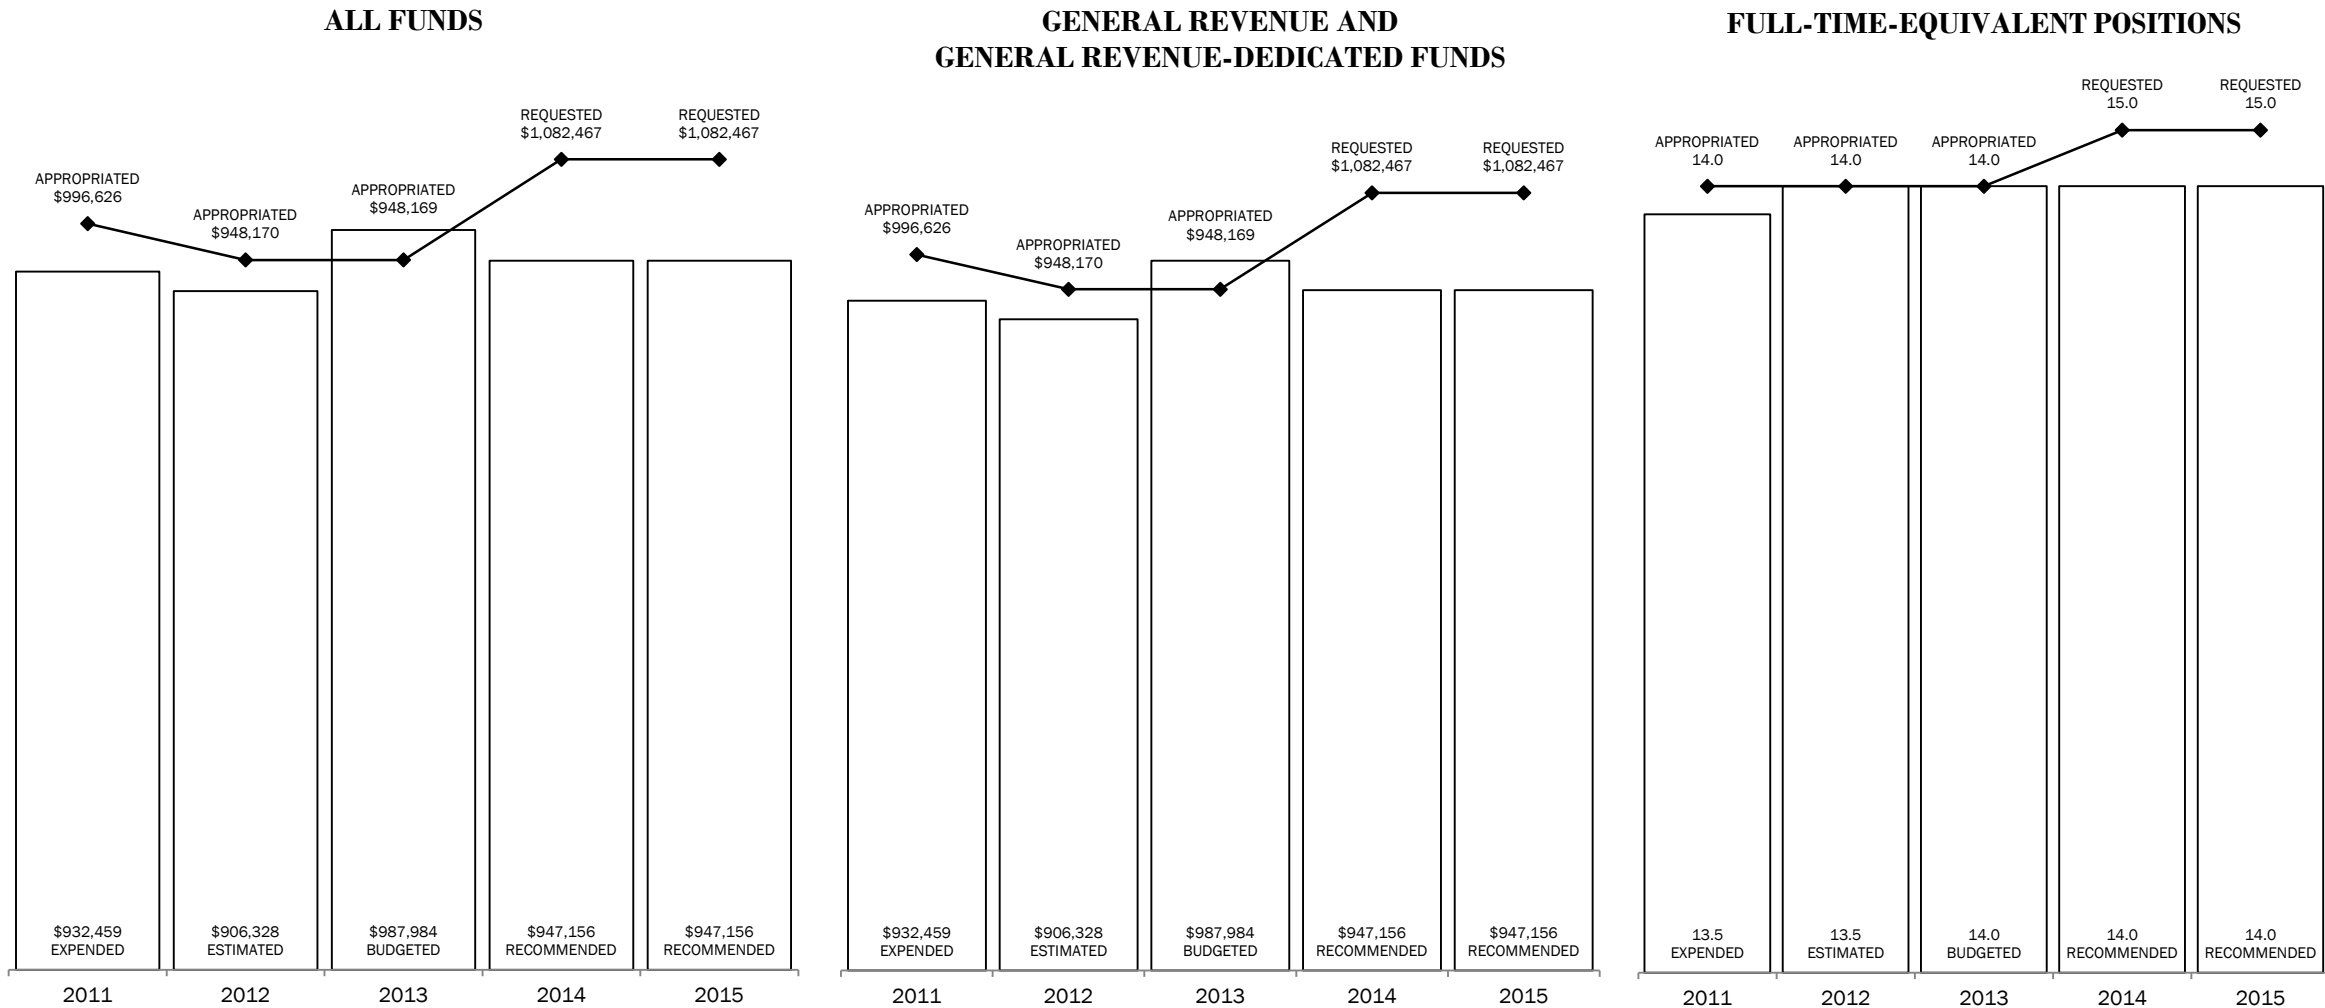 ALL FUNDS
REQUESTED
$1,082,467
REQUESTED
$1,082,467
APPROPRIATED
$996,626
APPROPRIATED
$948,170
APPROPRIATED
$948,169
$932,459
EXPENDED
$906,328
ESTIMATED
$987,984
BUDGETED
$947,156
RECOMMENDED
$947,156
RECOMMENDED
2011
2012
2013
2014
2015
GENERAL REVENUE AND
GENERAL REVENUE-DEDICATED FUNDS
REQUESTED
$1,082,467
REQUESTED
$1,082,467
APPROPRIATED
$996,626
APPROPRIATED
$948,170
APPROPRIATED
$948,169
$932,459
EXPENDED
$906,328
ESTIMATED
$987,984
BUDGETED
$947,156
RECOMMENDED
$947,156
RECOMMENDED
2011
2012
2013
2014
2015
FULL-TIME-EQUIVALENT POSITIONS
REQUESTED
15.0
REQUESTED
15.0
APPROPRIATED
14.0
APPROPRIATED
14.0
APPROPRIATED
14.0
13.5
EXPENDED
13.5
ESTIMATED
14.0
BUDGETED
14.0
RECOMMENDED
14.0
RECOMMENDED
2011
2012
2013
2014
2015